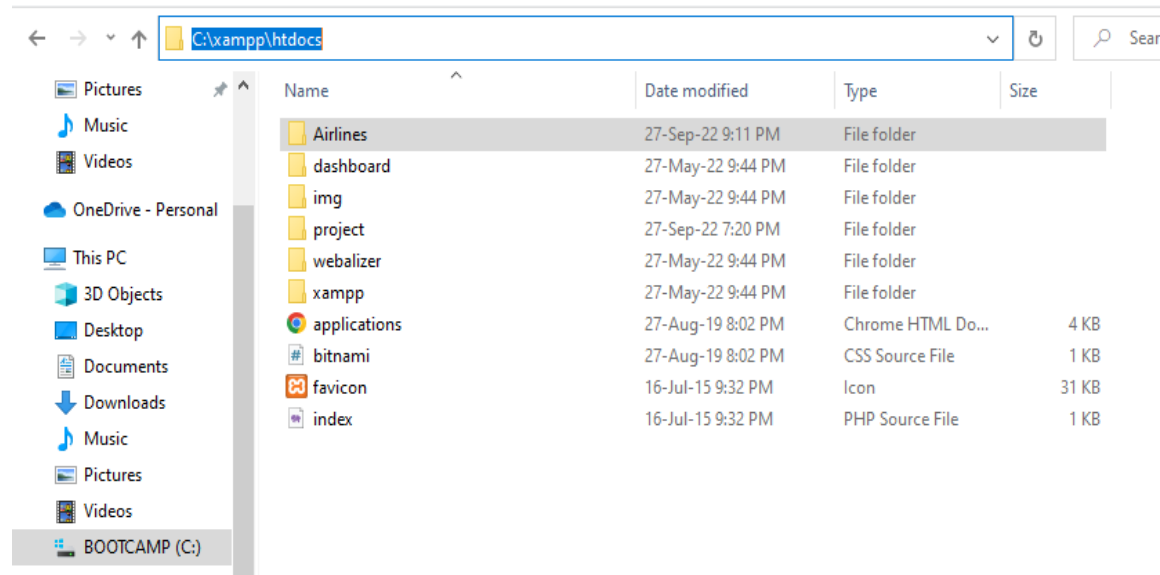 C:\xampp\htdocs
Sear
Pictures
Music
Videos
OneDrive - Personal
This PC
3D Objects
Desktop
Documents
Downloads
Music
Pictures
Videos
BOOTCAMP (C:)
Name Date modified Type Size
Airlines 27-Sep-22 9:11 PM File folder
dashboard 27-May-22 9:44 PM File folder
img 27-May-22 9:44 PM File folder
project 27-Sep-22 7:20 PM File folder
webalizer 27-May-22 9:44 PM File folder
xampp 27-May-22 9:44 PM File folder
applications 27-Aug-19 8:02 PM Chrome HTML Do... 4 KB
bitnami 27-Aug-19 8:02 PM CSS Source File 1 KB
favicon 16-Jul-15 9:32 PM Icon 31 KB
index 16-Jul-15 9:32 PM PHP Source File 1 KB